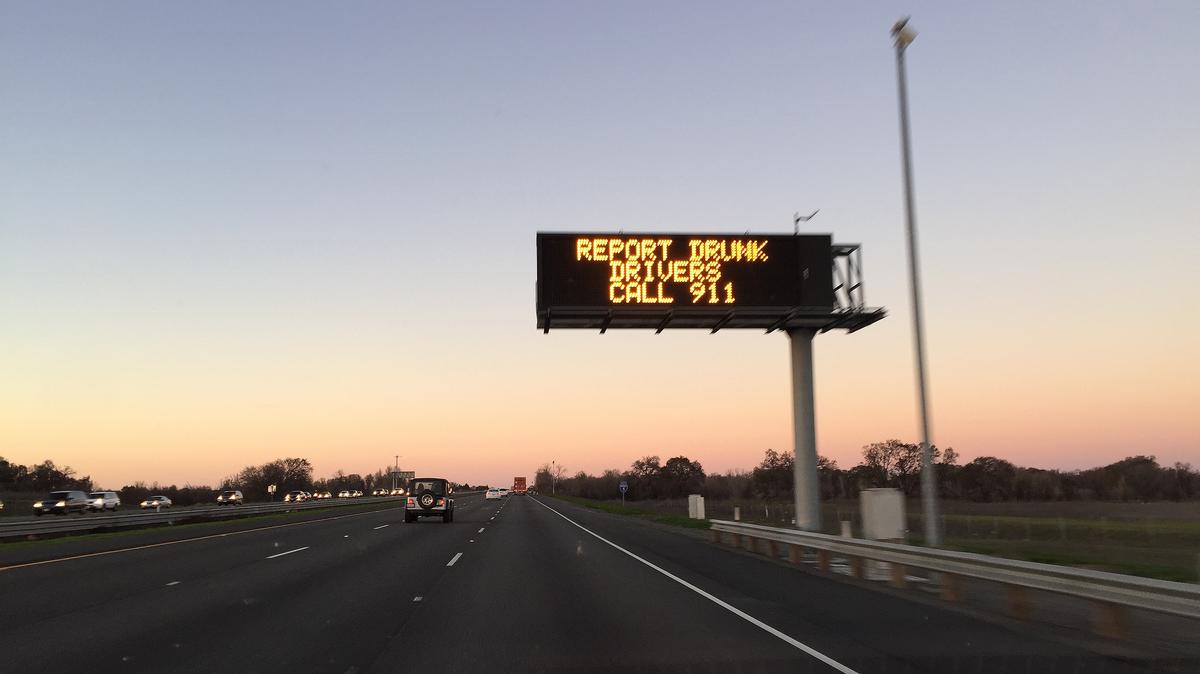 REPORT DRUNK
DRIVERS
CALL 911